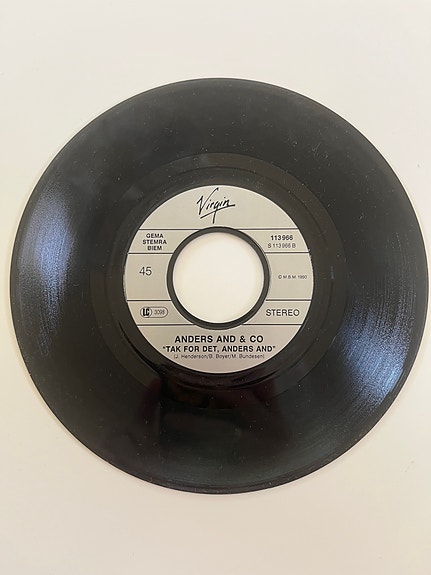 Virgin
GEMA
STEMRA
BIEM
113 966
S 113 966 B
45
© M.B.M. 1990
LC 3098
STEREO
ANDERS AND & CO
"TAK FOR DET, ANDERS AND"
(J. Henderson/B. Boyer/M. Bundesen)